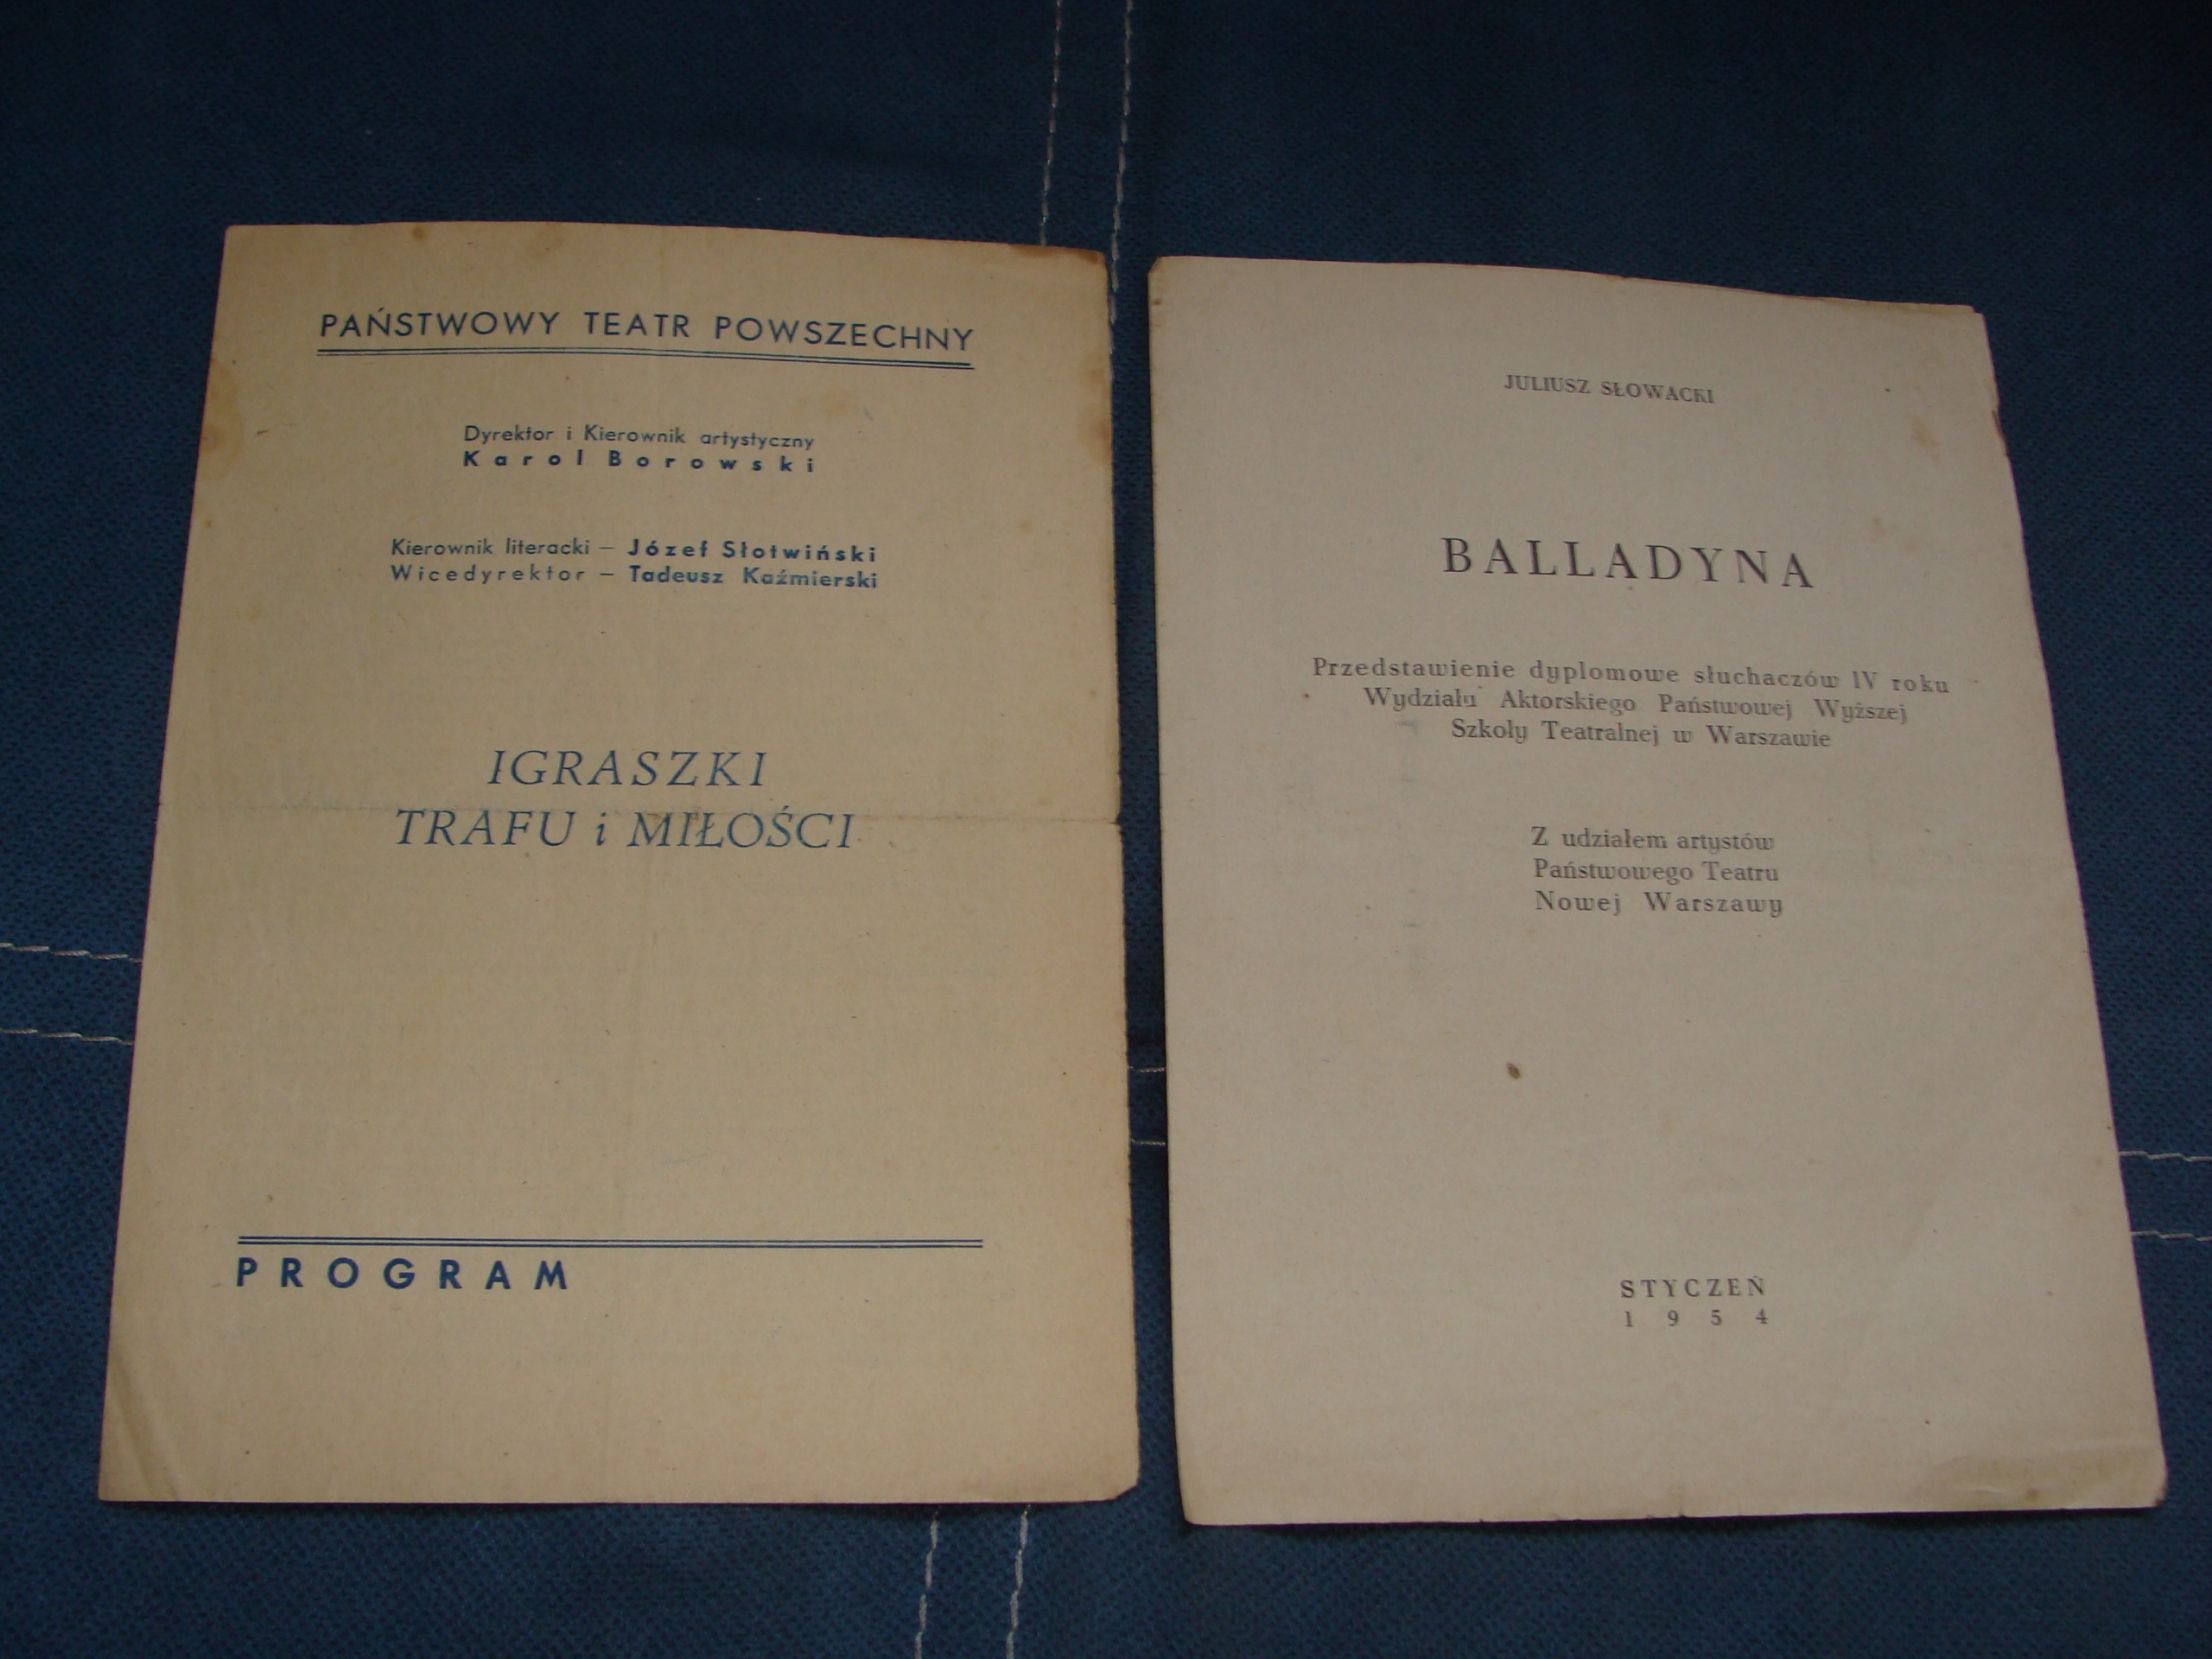 PAŃSTWOWY TEATR POWSZECHNY
Dyrektor i Kierownik artystyczny
Karol Borowski
Kierownik literacki – Józef Słotwiński
Wicedyrektor – Tadeusz Kaźmierski
IGRASZKI
TRAFU i MIŁOŚCI
PROGRAM
JULIUSZ SŁOWACKI
BALLADYNA
Przedstawienie dyplomowe słuchaczów IV roku
Wydziału Aktorskiego Państwowej Wyższej
Szkoły Teatralnej w Warszawie
Z udziałem artystów
Państwowego Teatru
Nowej Warszawy
STYCZEŃ
1954